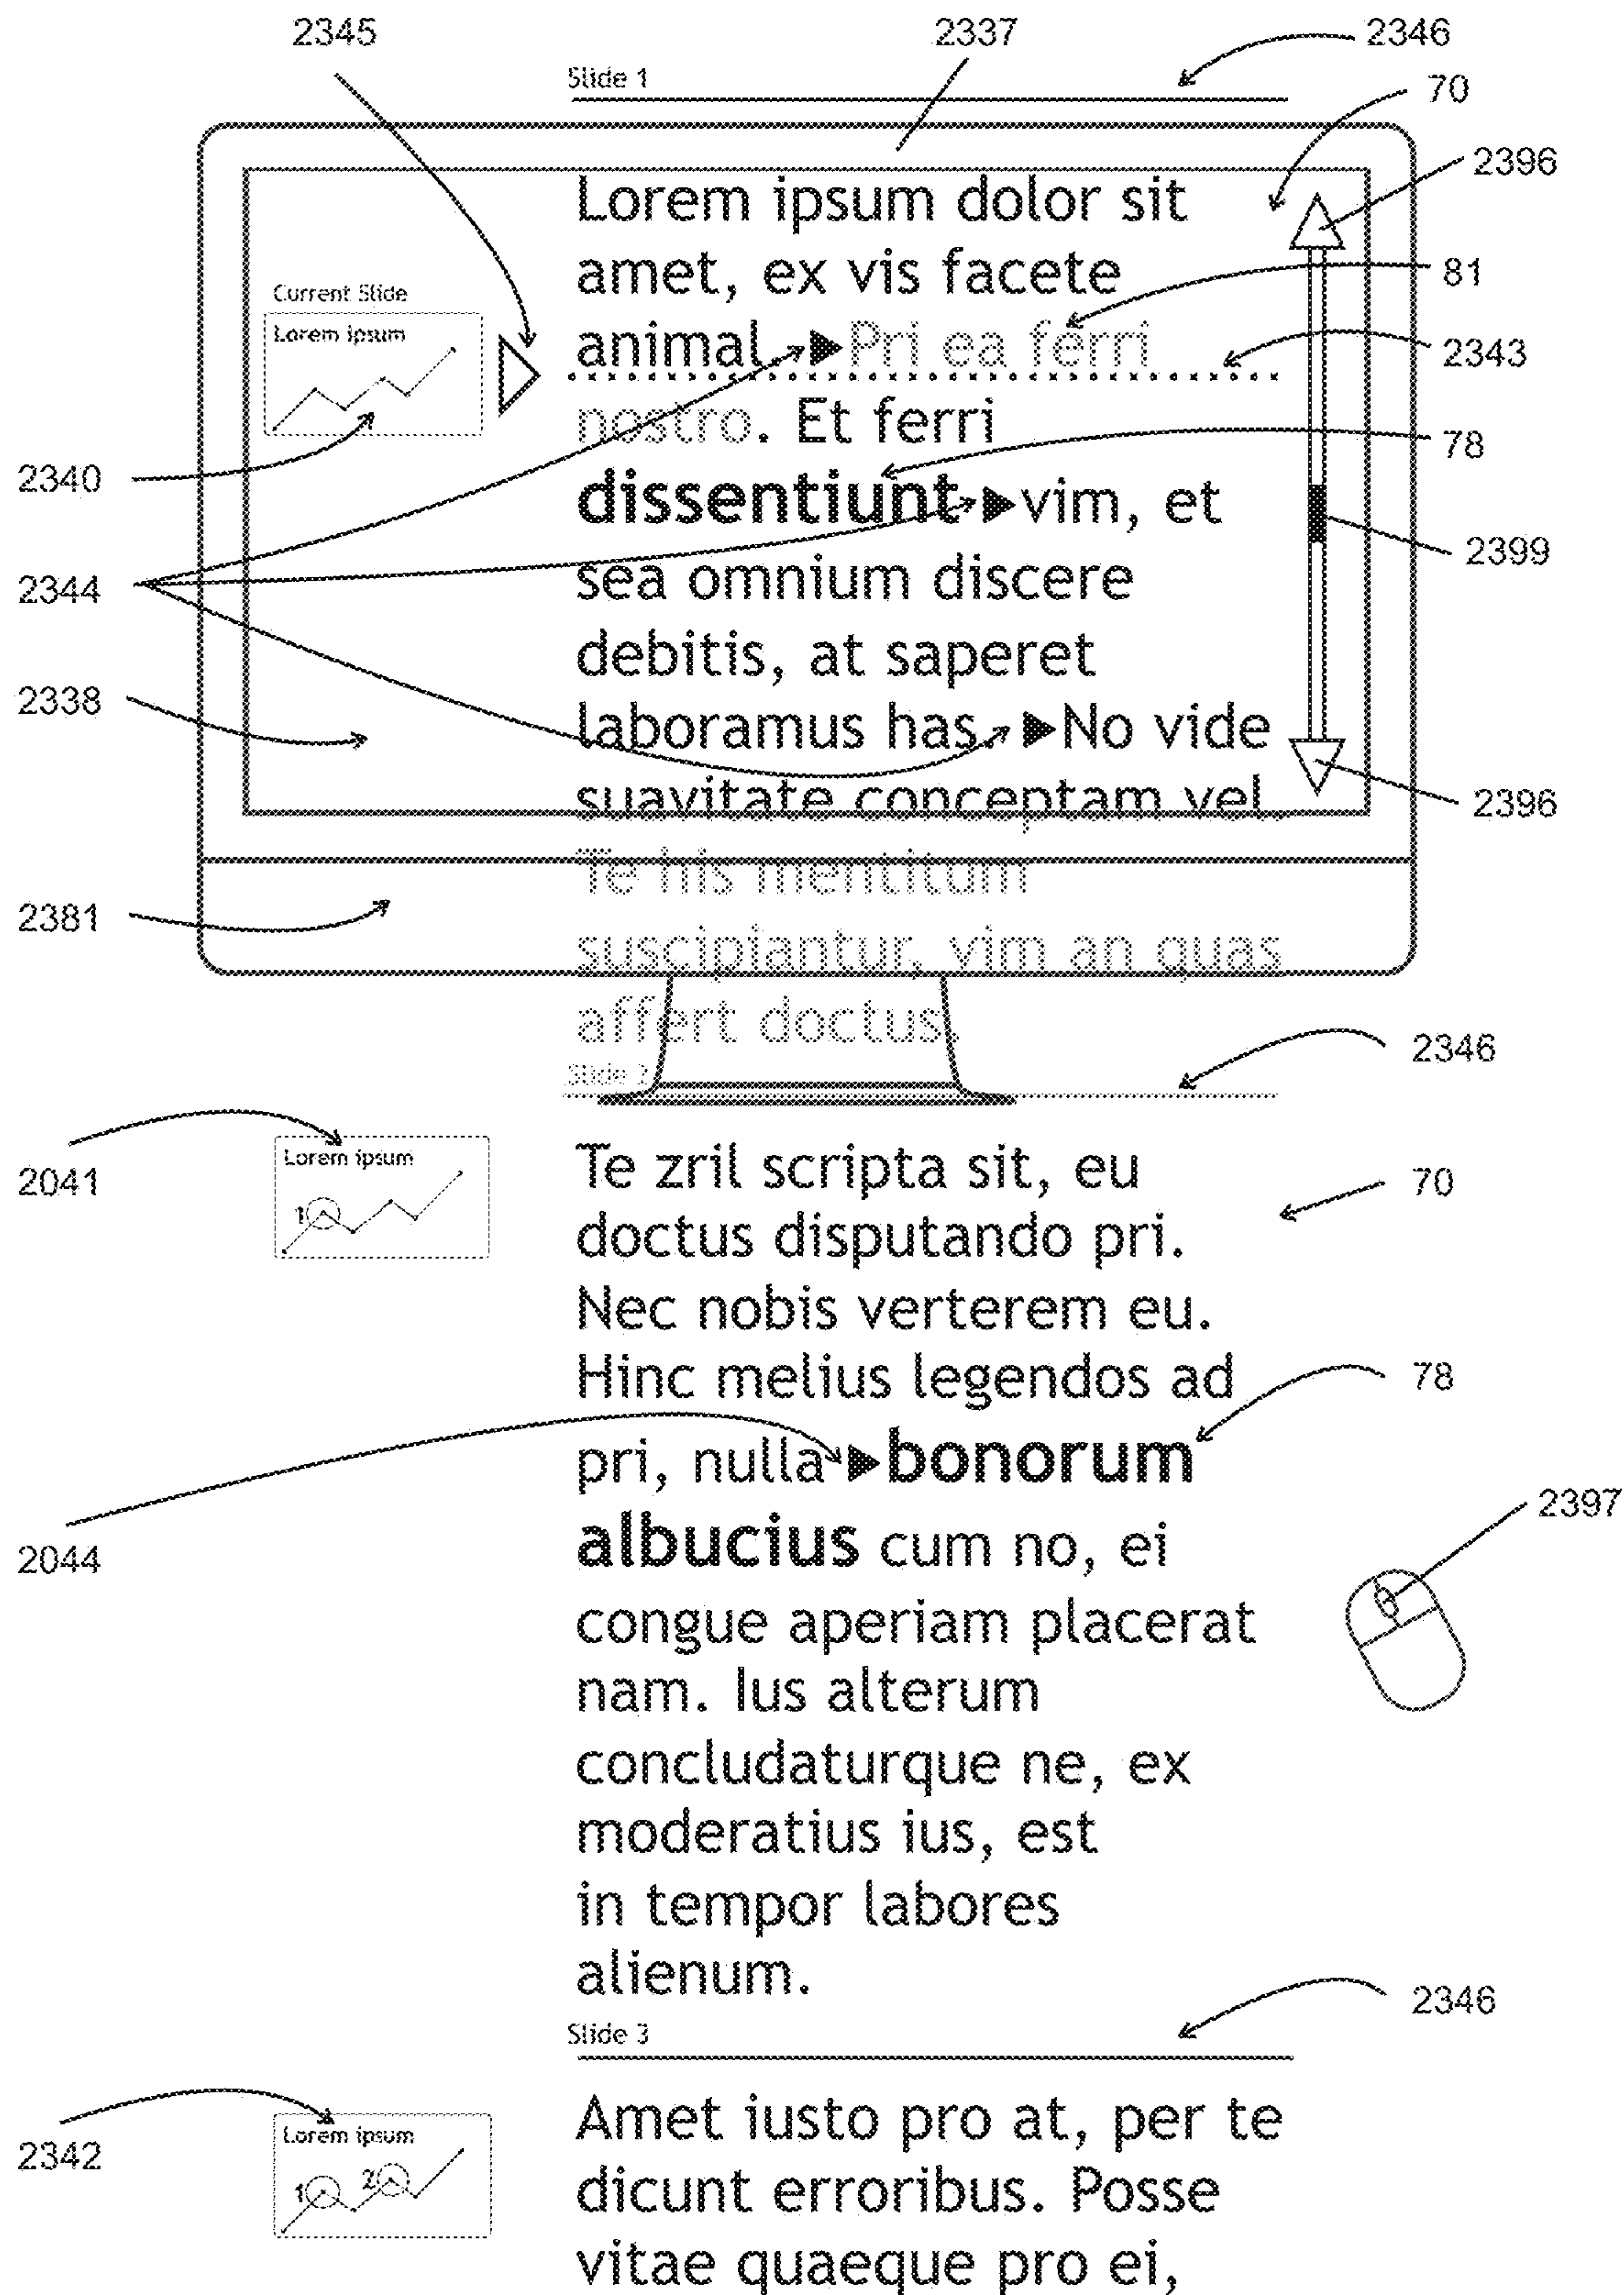 2345
2337
2346
Slide 1
70
2396
Lorem ipsum dolor sit
amet, ex vis facete
81
Current Slide
Lorem ipsum
animal. ▶Pri ea ferri
2343
nostro. Et ferri
78
2340
dissentiunt ▶vim, et
2399
2344
sea omnium discere
debitis, at saperet
2338
laboramus has. ▶No vide
suavitate conceptam vel.
2396
Te his mentitum
2381
suscipiantur, vim an quas
affert doctus.
2346
Slide 2
2041
Lorem ipsum
1
Te zril scripta sit, eu
70
doctus disputando pri.
Nec nobis verterem eu.
Hinc melius legendos ad
78
pri, nulla ▶bonorum
2397
2044
albucius cum no, ei
congue aperiam placerat
nam. Ius alterum
concludaturque ne, ex
moderatius ius, est
in tempor labores
alienum.
2346
Slide 3
2342
Lorem ipsum
1 2
Amet iusto pro at, per te
dicunt erroribus. Posse
vitae quaeque pro ei,